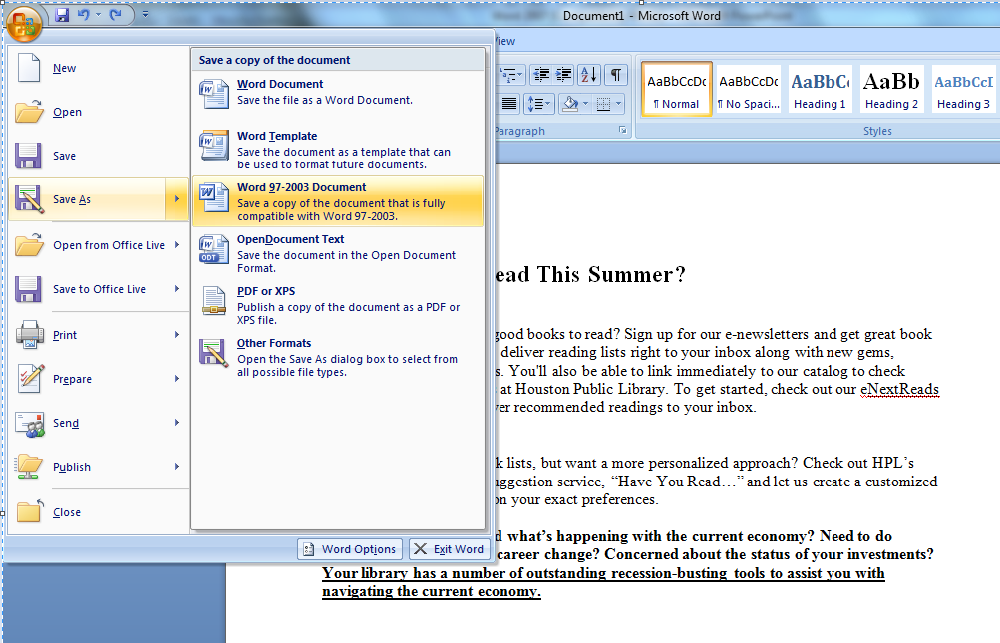 Document1 - Microsoft Word
View
New
Open
Save
Save As
Open from Office Live
Save to Office Live
Print
Prepare
Send
Publish
Close
Save a copy of the document
Word Document
Save the file as a Word Document.
Word Template
Save the document as a template that can
be used to format future documents.
Word 97-2003 Document
Save a copy of the document that is fully
compatible with Word 97-2003.
OpenDocument Text
Save the document in the Open Document
Format.
PDF or XPS
Publish a copy of the document as a PDF or
XPS file.
Other Formats
Open the Save As dialog box to select from
all possible file types.
Word Options
Exit Word
Paragraph
AaBbCcDc
¶ Normal
AaBbCcDc
¶ No Spaci...
AaBbCc
Heading 1
AaBb
Heading 2
AaBbCcI
Heading 3
Styles
ead This Summer?
good books to read? Sign up for our e-newsletters and get great book
deliver reading lists right to your inbox along with new gems,
s. You'll also be able to link immediately to our catalog to check
at Houston Public Library. To get started, check out our eNextReads
er recommended readings to your inbox.
k lists, but want a more personalized approach? Check out HPL’s
ggestion service, “Have You Read…” and let us create a customized
on your exact preferences.
d what’s happening with the current economy? Need to do
career change? Concerned about the status of your investments?
Your library has a number of outstanding recession-busting tools to assist you with
navigating the current economy.